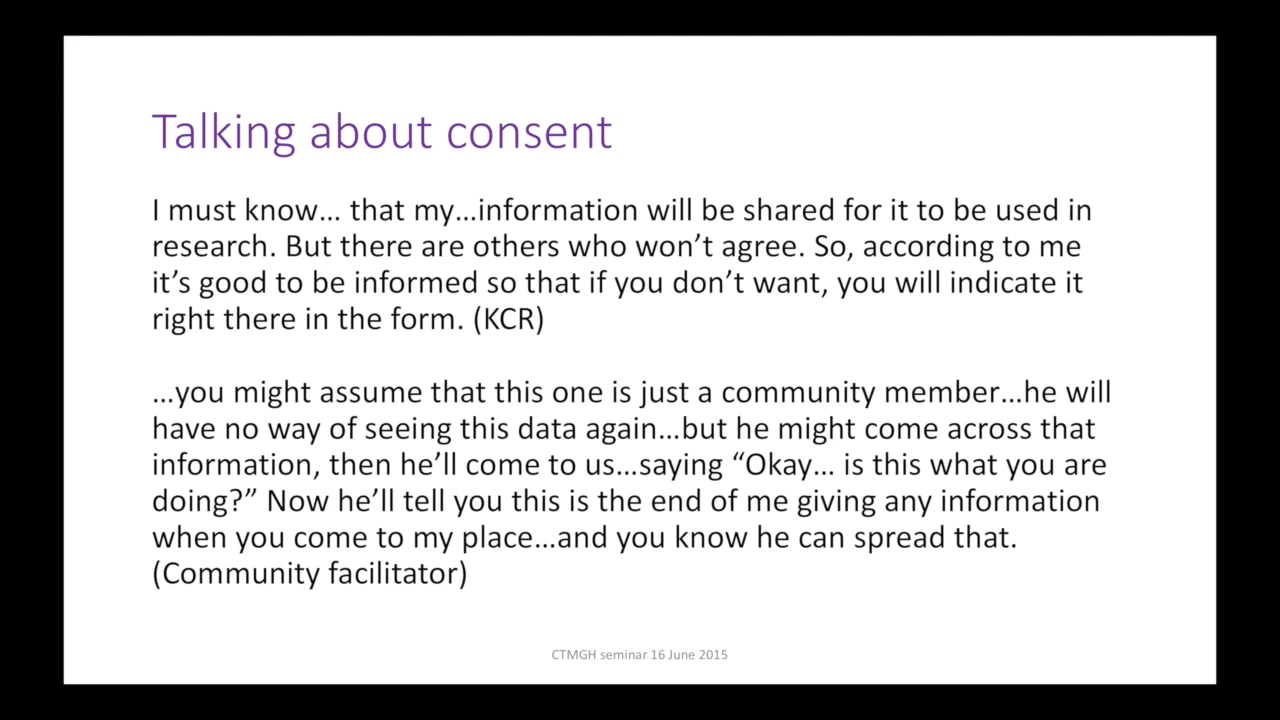 Talking about consent
I must know… that my…information will be shared for it to be used in
research. But there are others who won’t agree. So, according to me
it’s good to be informed so that if you don’t want, you will indicate it
right there in the form. (KCR)
…you might assume that this one is just a community member…he will
have no way of seeing this data again…but he might come across that
information, then he’ll come to us…saying “Okay… is this what you are
doing?” Now he’ll tell you this is the end of me giving any information
when you come to my place…and you know he can spread that.
(Community facilitator)
CTMGH seminar 16 June 2015